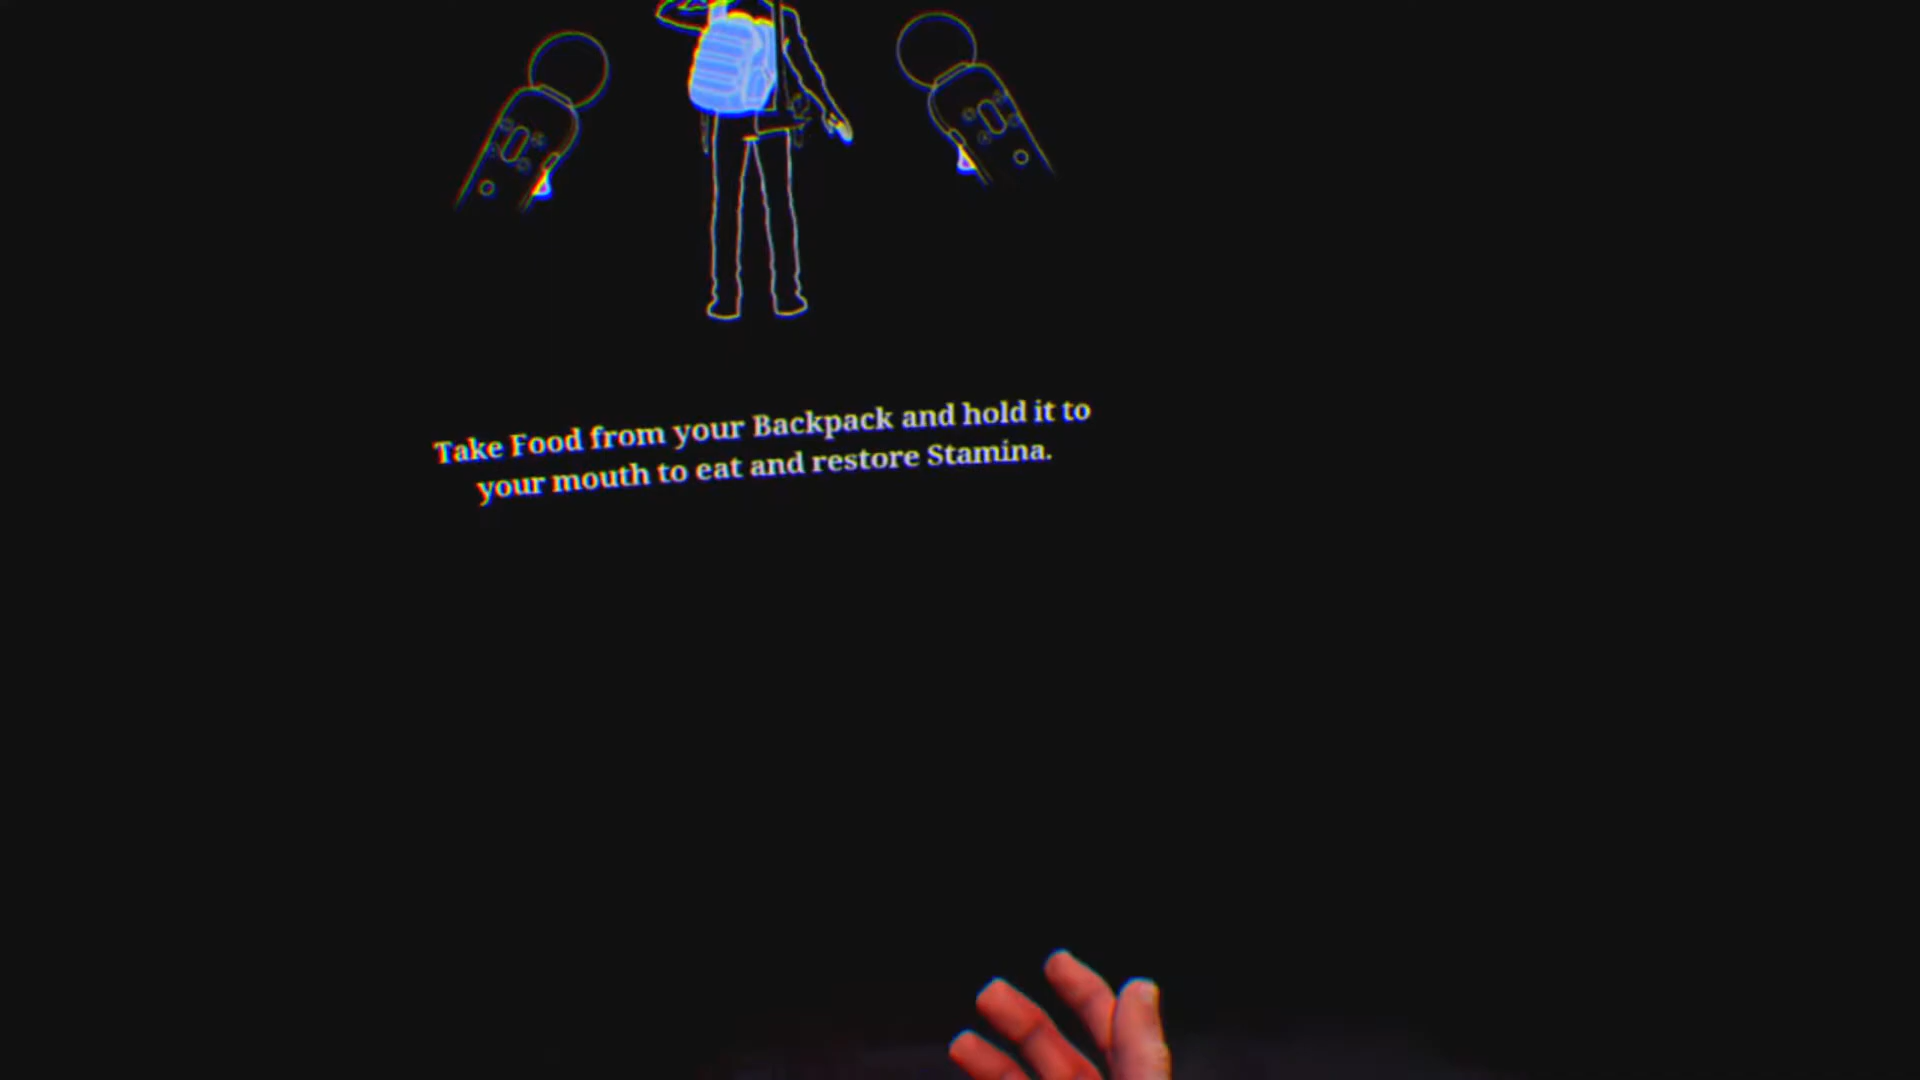 Take Food from your Backpack and hold it to
your mouth to eat and restore Stamina.